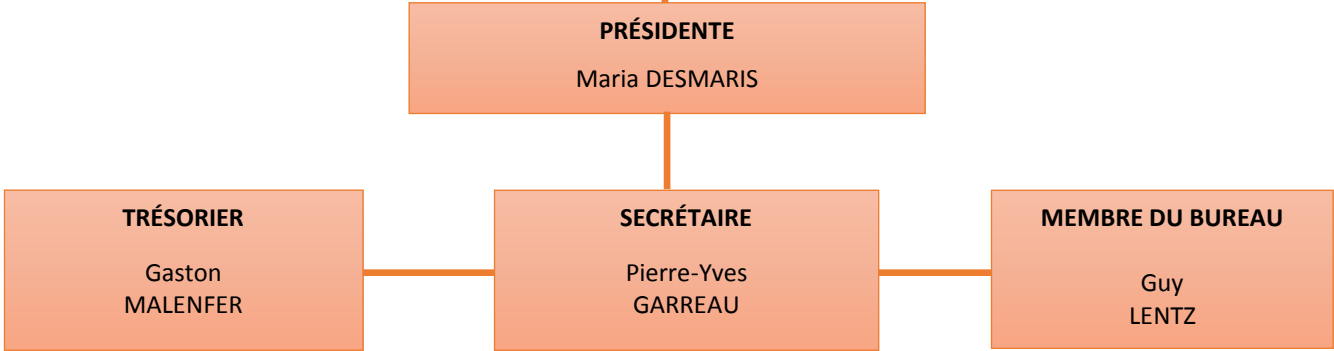 PRÉSIDENTE
Maria DESMARIS
TRÉSORIER
Gaston
MALENFER
SECRÉTAIRE
Pierre-Yves
GARREAU
MEMBRE DU BUREAU
Guy
LENTZ